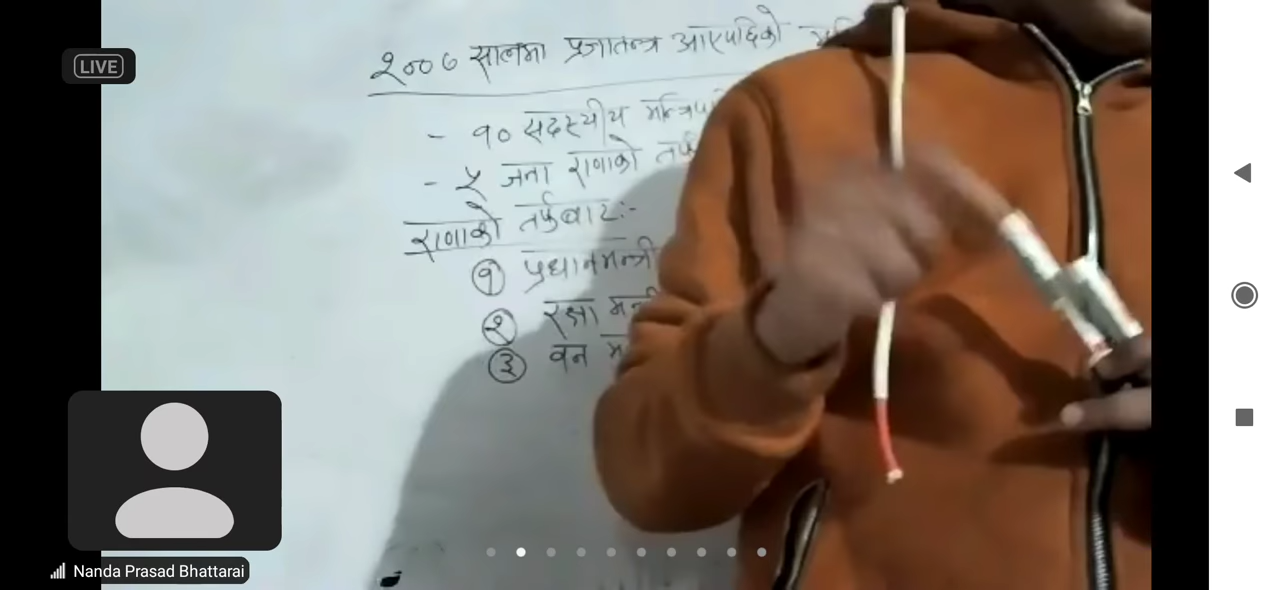 LIVE
२००७ सालमा प्रजातन्त्र आएपछिको
- १० सदस्यीय
- ५ जना राणाको तर्फ
राणाको तर्फबाट:-
१ प्रधानमन्त्री
२ रक्षा
३ वन
Nanda Prasad Bhattarai